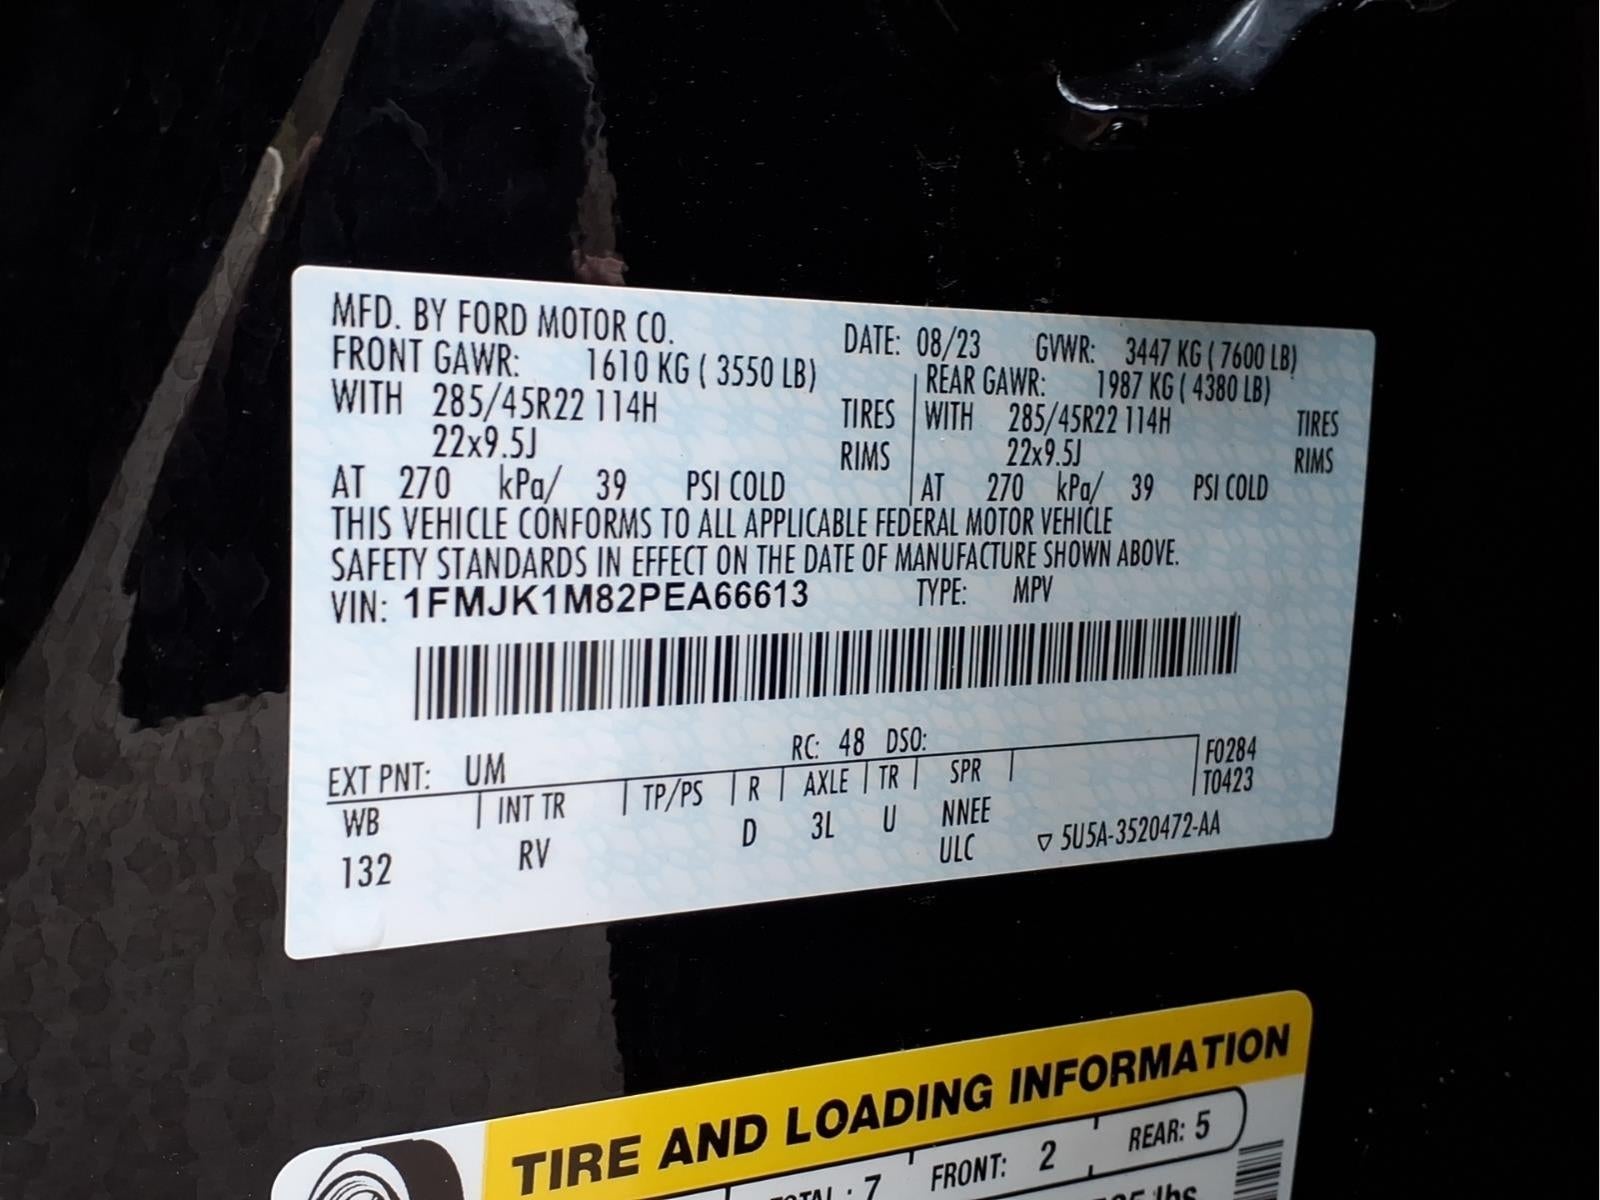 MFD. BY FORD MOTOR CO.
DATE: 08/23 GVWR: 3447 KG ( 7600 LB)
FRONT GAWR: 1610 KG ( 3550 LB) REAR GAWR: 1987 KG ( 4380 LB)
WITH 285/45R22 114H TIRES WITH 285/45R22 114H TIRES
22x9.5J RIMS 22x9.5J RIMS
AT 270 kPa/ 39 PSI COLD AT 270 kPa/ 39 PSI COLD
THIS VEHICLE CONFORMS TO ALL APPLICABLE FEDERAL MOTOR VEHICLE
SAFETY STANDARDS IN EFFECT ON THE DATE OF MANUFACTURE SHOWN ABOVE.
VIN: 1FMJK1M82PEA66613 TYPE: MPV
EXT PNT: UM RC: 48 DSO:
WB INT TR TP/PS R AXLE TR SPR F0284
T0423
132 RV D 3L U NNEE
ULC ▽ 5U5A-3520472-AA
TIRE AND LOADING INFORMATION
: 7 FRONT: 2 REAR: 5
lbs